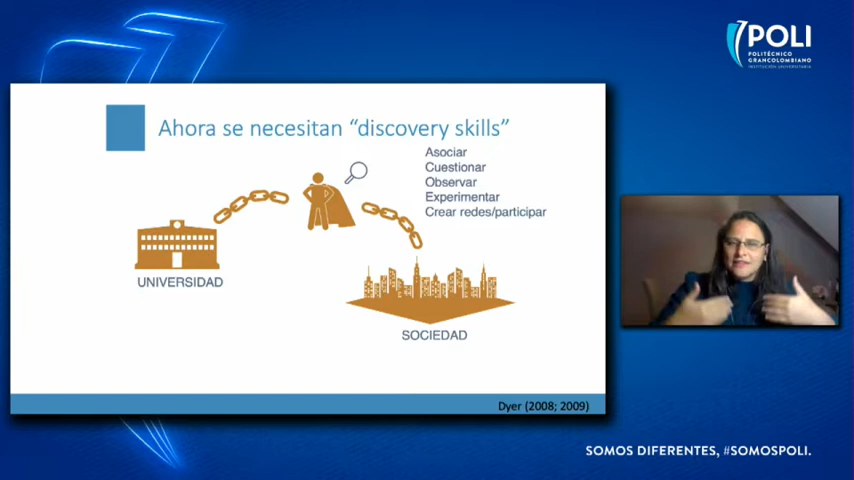 POLI
POLITÉCNICO
GRANCOLOMBIANO
INSTITUCIÓN UNIVERSITARIA
Ahora se necesitan “discovery skills”
Asociar
Cuestionar
Observar
Experimentar
Crear redes/participar
UNIVERSIDAD
SOCIEDAD
Dyer (2008; 2009)
SOMOS DIFERENTES, #SOMOSPOLI.